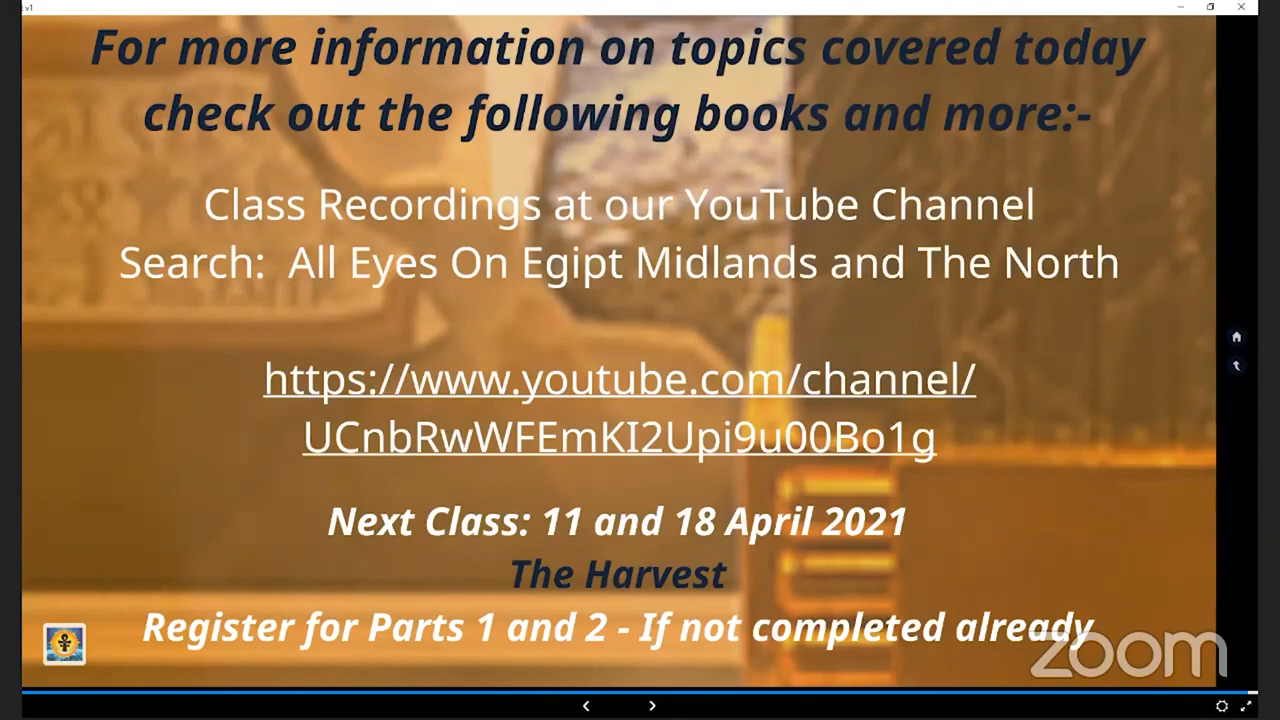 v1
For more information on topics covered today
check out the following books and more:-
Class Recordings at our YouTube Channel
Search: All Eyes On Egipt Midlands and The North
https://www.youtube.com/channel/
UCnbRwWFEmKI2Upi9u00Bo1g
Next Class: 11 and 18 April 2021
The Harvest
Register for Parts 1 and 2 - If not completed already
zoom